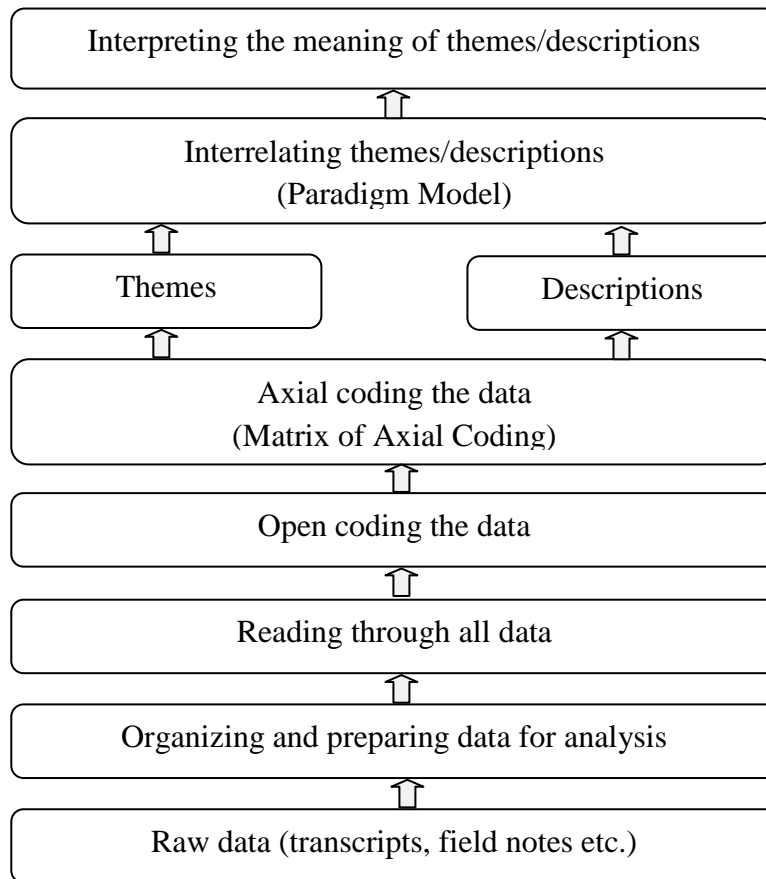 Interpreting the meaning of themes/descriptions
Interrelating themes/descriptions
(Paradigm Model)
Themes
Descriptions
Axial coding the data
(Matrix of Axial Coding)
Open coding the data
Reading through all data
Organizing and preparing data for analysis
Raw data (transcripts, field notes etc.)